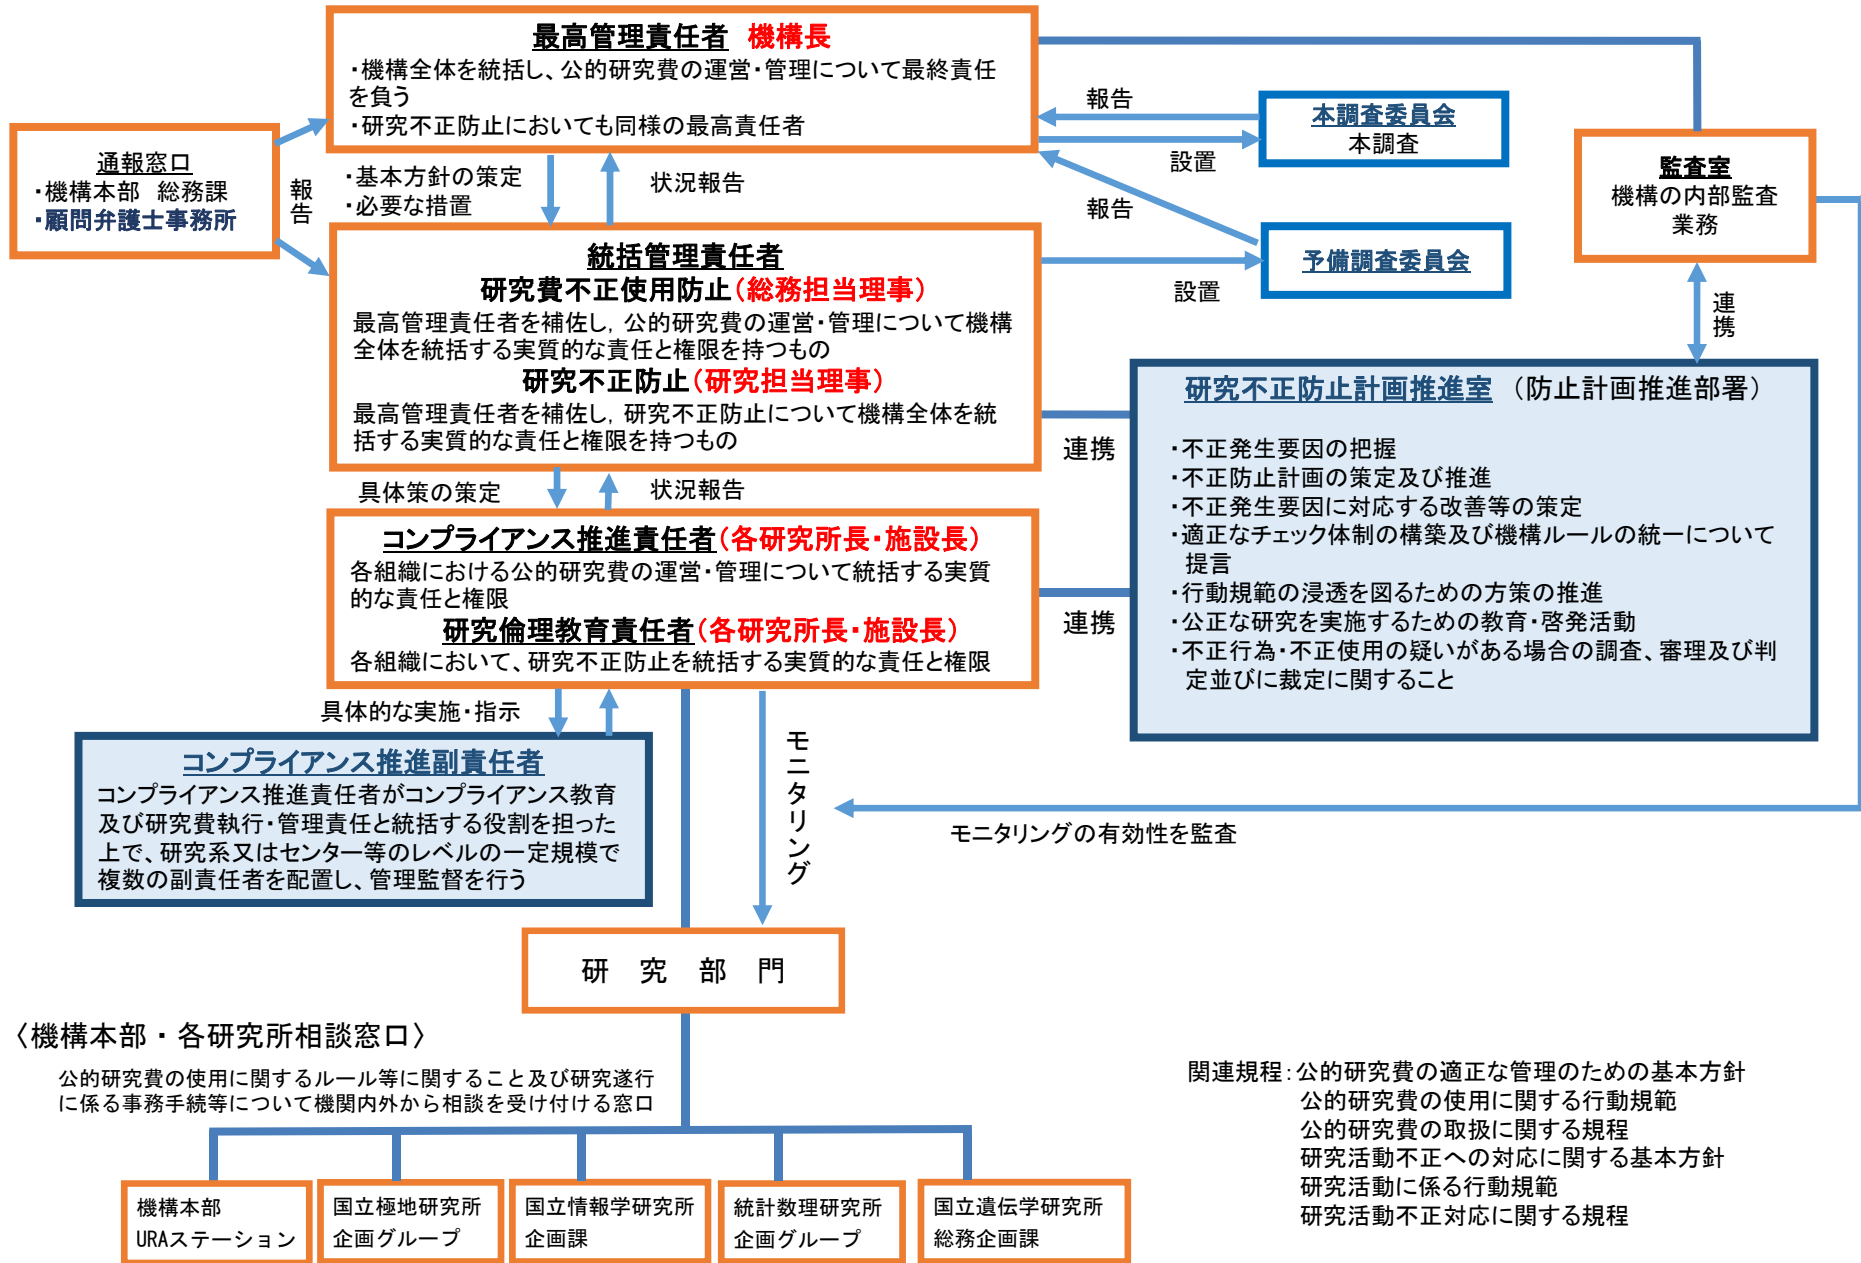 最高管理責任者　機構長
・機構全体を統括し、公的研究費の運営・管理について最終責任
を負う
・研究不正防止においても同様の最高責任者
通報窓口
・機構本部　総務課
・顧問弁護士事務所
報告
・基本方針の策定
・必要な措置
状況報告
報告
設置
本調査委員会
本調査
報告
設置
予備調査委員会
監査室
機構の内部監査
業務
連携
統括管理責任者
研究費不正使用防止（総務担当理事）
最高管理責任者を補佐し，公的研究費の運営・管理について機構
全体を統括する実質的な責任と権限を持つもの
研究不正防止（研究担当理事）
最高管理責任者を補佐し，研究不正防止について機構全体を統
括する実質的な責任と権限を持つもの
連携
研究不正防止計画推進室　（防止計画推進部署）
・不正発生要因の把握
・不正防止計画の策定及び推進
・不正発生要因に対応する改善等の策定
・適正なチェック体制の構築及び機構ルールの統一について
提言
・行動規範の浸透を図るための方策の推進
・公正な研究を実施するための教育・啓発活動
・不正行為・不正使用の疑いがある場合の調査、審理及び判
定並びに裁定に関すること
具体策の策定
状況報告
コンプライアンス推進責任者（各研究所長・施設長）
各組織における公的研究費の運営・管理について統括する実質
的な責任と権限
研究倫理教育責任者（各研究所長・施設長）
各組織において、研究不正防止を統括する実質的な責任と権限
連携
具体的な実施・指示
コンプライアンス推進副責任者
コンプライアンス推進責任者がコンプライアンス教育
及び研究費執行・管理責任と統括する役割を担った
上で、研究系又はセンター等のレベルの一定規模で
複数の副責任者を配置し、管理監督を行う
モニタリング
モニタリングの有効性を監査
研　究　部　門
〈機構本部・各研究所相談窓口〉
公的研究費の使用に関するルール等に関すること及び研究遂行
に係る事務手続等について機関内外から相談を受け付ける窓口
機構本部
URAステーション
国立極地研究所
企画グループ
国立情報学研究所
企画課
統計数理研究所
企画グループ
国立遺伝学研究所
総務企画課
関連規程：公的研究費の適正な管理のための基本方針
公的研究費の使用に関する行動規範
公的研究費の取扱に関する規程
研究活動不正への対応に関する基本方針
研究活動に係る行動規範
研究活動不正対応に関する規程